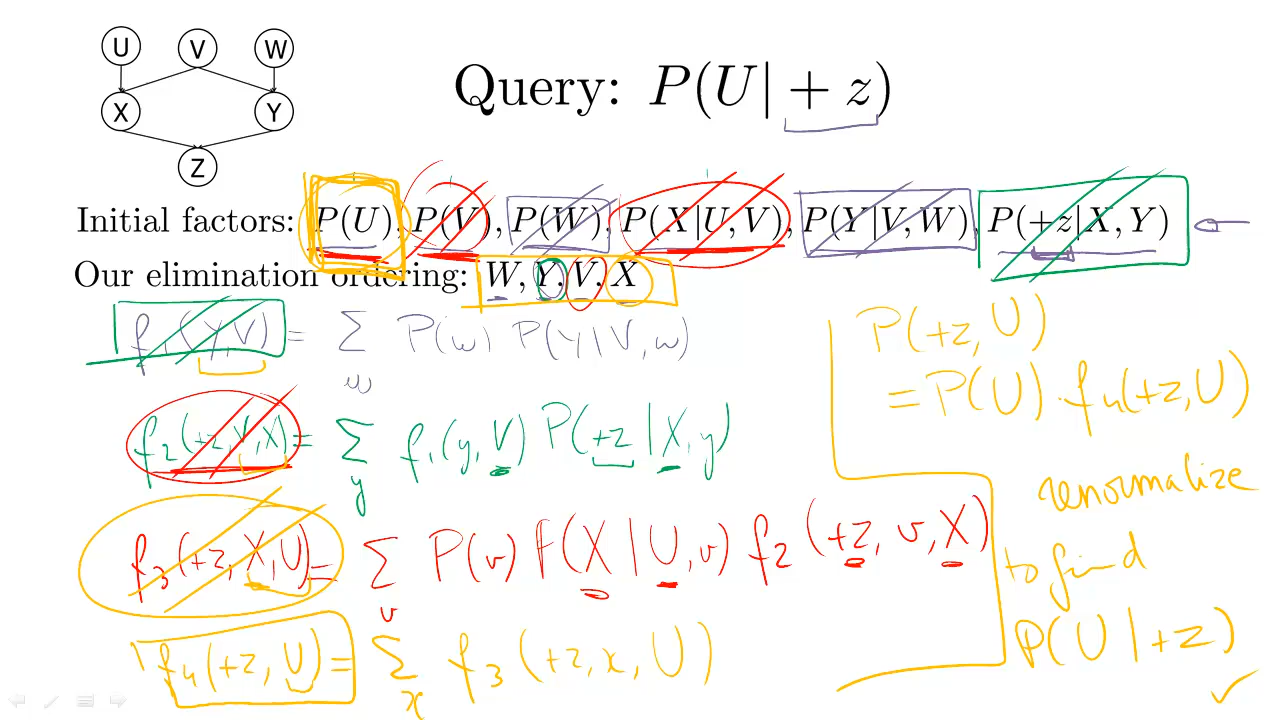 U V W
X Y
Z
Query: P(U| + z)
Initial factors: P(U), P(V), P(W), P(X|U, V), P(Y|V, W), P(+z|X, Y)
Our elimination ordering: W, Y, V, X
f₁(Y,V) = Σ_w P(w) P(Y|V,w)
f₂(+z,V,X) = Σ_y f₁(y,V) P(+z|X,y)
f₃(+z,X,U) = Σ_v P(v) P(X|U,v) f₂(+z,v,X)
f₄(+z,U) = Σ_x f₃(+z,x,U)
P(+z,U)
= P(U) · f₄(+z,U)
renormalize
to find
P(U|+z)